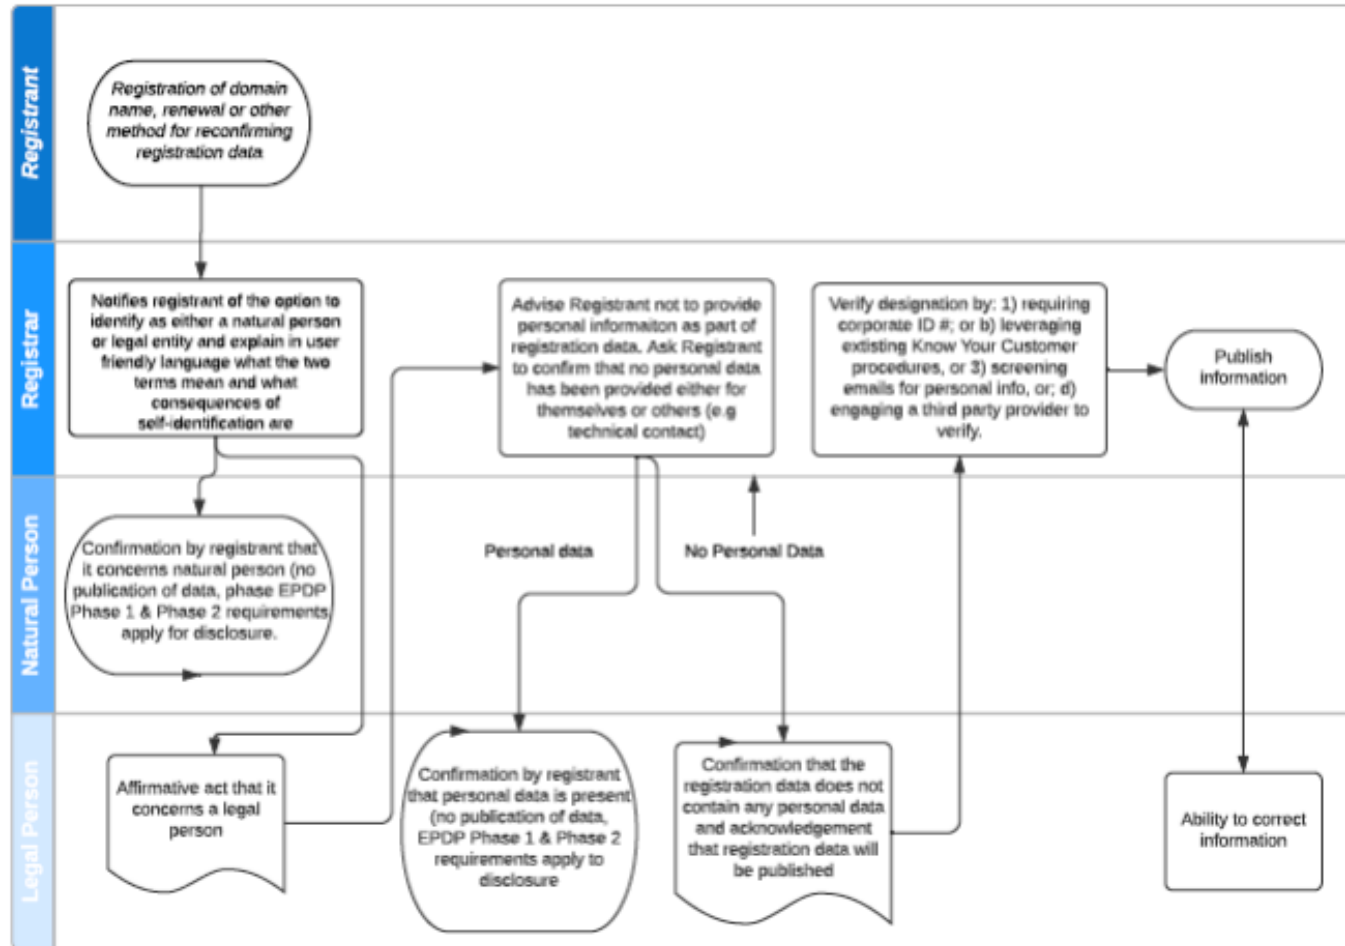 Registrant
Registration of domain
name, renewal or other
method for reconfirming
registration data
Registrar
Notifies registrant of the option to
identify as either a natural person
or legal entity and explain in user
friendly language what the two
terms mean and what
consequences of
self-identification are
Advise Registrant not to provide
personal informaiton as part of
registration data. Ask Registrant
to confirm that no personal data
has been provided either for
themselves or others (e.g
technical contact)
Verify designation by: 1) requiring
corporate ID #; or b) leveraging
extisting Know Your Customer
procedures, or 3) screening
emails for personal info, or; d)
engaging a third party provider to
verify.
Publish
information
Natural Person
Confirmation by registrant that
it concerns natural person (no
publication of data, phase EPDP
Phase 1 & Phase 2 requirements
apply for disclosure.
Personal data
No Personal Data
Legal Person
Affirmative act that it
concerns a legal
person
Confirmation by registrant
that personal data is present
(no publication of data,
EPDP Phase 1 & Phase 2
requirements apply to
disclosure
Confirmation that the
registration data does not
contain any personal data
and acknowledgement
that registration data will
be published
Ability to correct
information